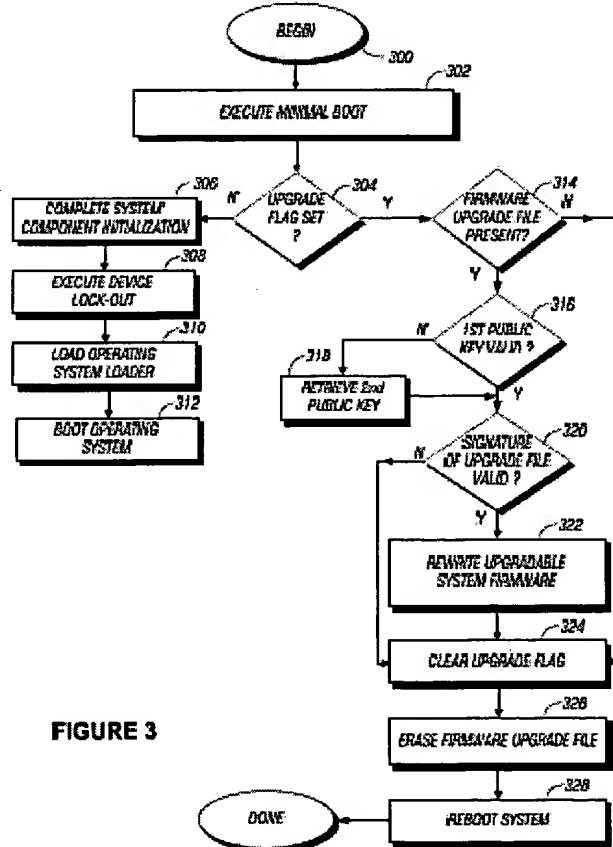 BEGIN
300
302
EXECUTE MINIMAL BOOT
304
UPGRADE
FLAG SET
?
N
Y
314
FIRMWARE
UPGRADE FILE
PRESENT?
N
Y
306
COMPLETE SYSTEM
COMPONENT INITIALIZATION
308
EXECUTE DEVICE
LOCK-OUT
310
LOAD OPERATING
SYSTEM LOADER
312
BOOT OPERATING
SYSTEM
316
1ST PUBLIC
KEY VALID ?
N
Y
318
RETRIEVE 2nd
PUBLIC KEY
320
SIGNATURE
OF UPGRADE FILE
VALID ?
N
Y
322
REWRITE UPGRADABLE
SYSTEM FIRMWARE
324
CLEAR UPGRADE FLAG
326
ERASE FIRMWARE UPGRADE FILE
328
REBOOT SYSTEM
DONE
FIGURE 3